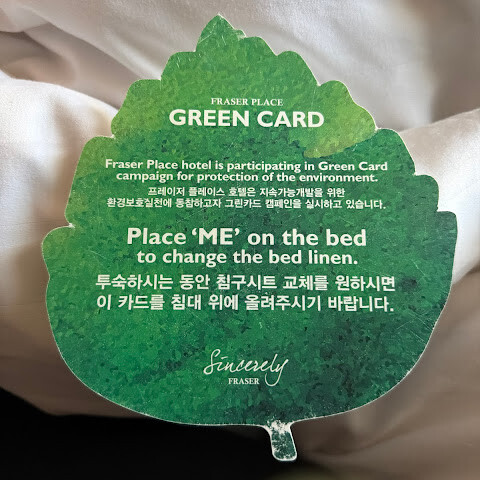 FRASER PLACE
GREEN CARD
Fraser Place hotel is participating in Green Card
campaign for protection of the environment.
프레이저 플레이스 호텔은 지속가능개발을 위한
환경보호실천에 동참하고자 그린카드 캠페인을 실시하고 있습니다.
Place ‘ME’ on the bed
to change the bed linen.
투숙하시는 동안 침구시트 교체를 원하시면
이 카드를 침대 위에 올려주시기 바랍니다.
Sincerely
FRASER